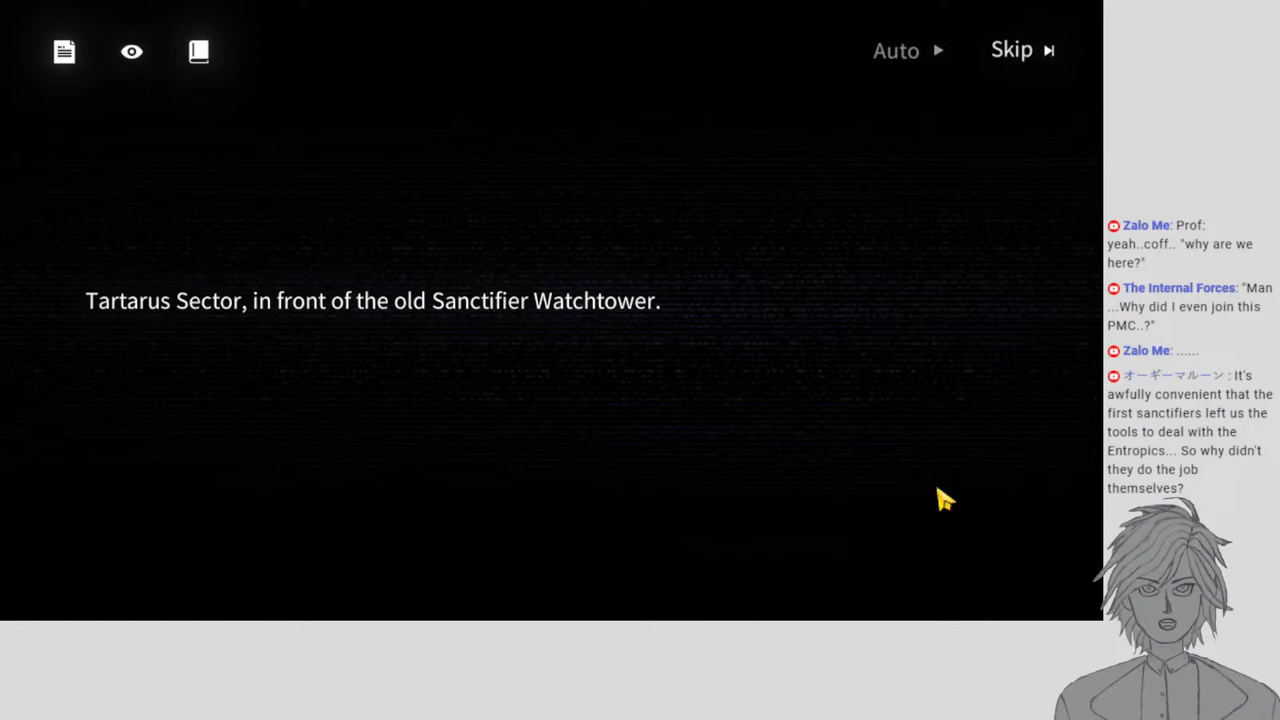 Auto
Skip
Tartarus Sector, in front of the old Sanctifier Watchtower.
Zalo Me: Prof:
yeah..coff.. "why are we
here?"
The Internal Forces: "Man
...Why did I even join this
PMC..?"
Zalo Me: ......
オーギーマルーン : It's
awfully convenient that the
first sanctifiers left us the
tools to deal with the
Entropics... So why didn't
they do the job
themselves?